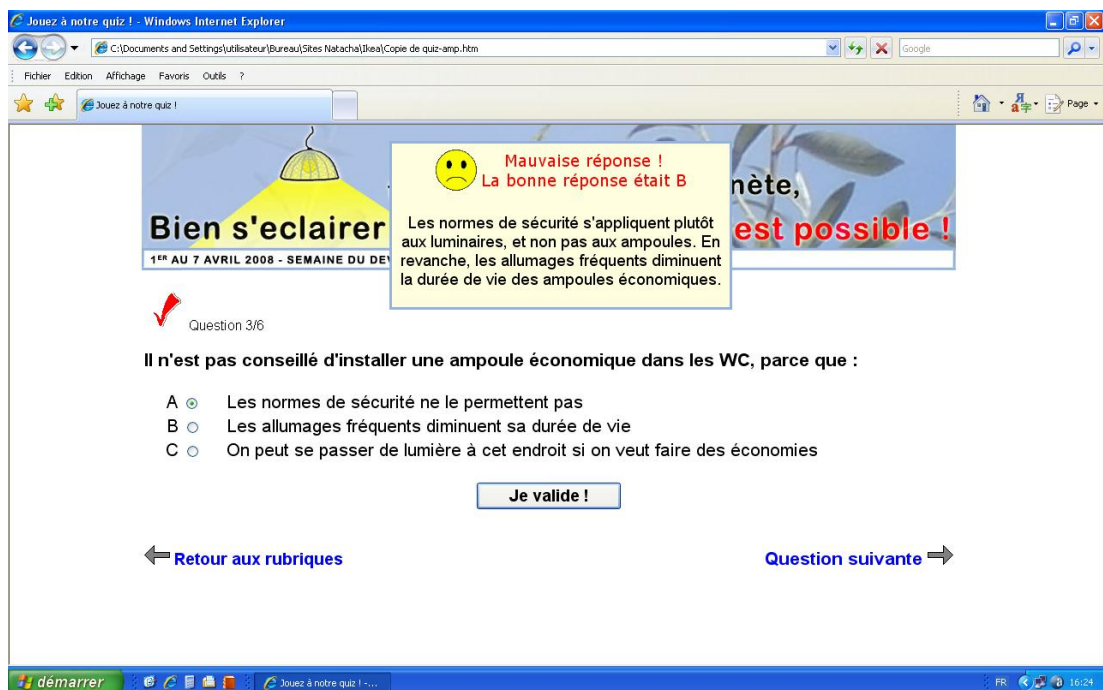 Jouez à notre quiz ! - Windows Internet Explorer
C:\Documents and Settings\utilisateur\Bureau\Sites Natacha\Ikea\Copie de quiz-amp.htm
Google
Fichier Edition Affichage Favoris Outils ?
Jouez à notre quiz !
Page
Mauvaise réponse !
La bonne réponse était B
Les normes de sécurité s'appliquent plutôt
aux luminaires, et non pas aux ampoules. En
revanche, les allumages fréquents diminuent
la durée de vie des ampoules économiques.
nète,
Bien s'eclairer
est possible !
1ER AU 7 AVRIL 2008 - SEMAINE DU DE
Question 3/6
Il n'est pas conseillé d'installer une ampoule économique dans les WC, parce que :
A Les normes de sécurité ne le permettent pas
B Les allumages fréquents diminuent sa durée de vie
C On peut se passer de lumière à cet endroit si on veut faire des économies
Je valide !
Retour aux rubriques
Question suivante
démarrer
Jouez à notre quiz ! -...
FR
16:24